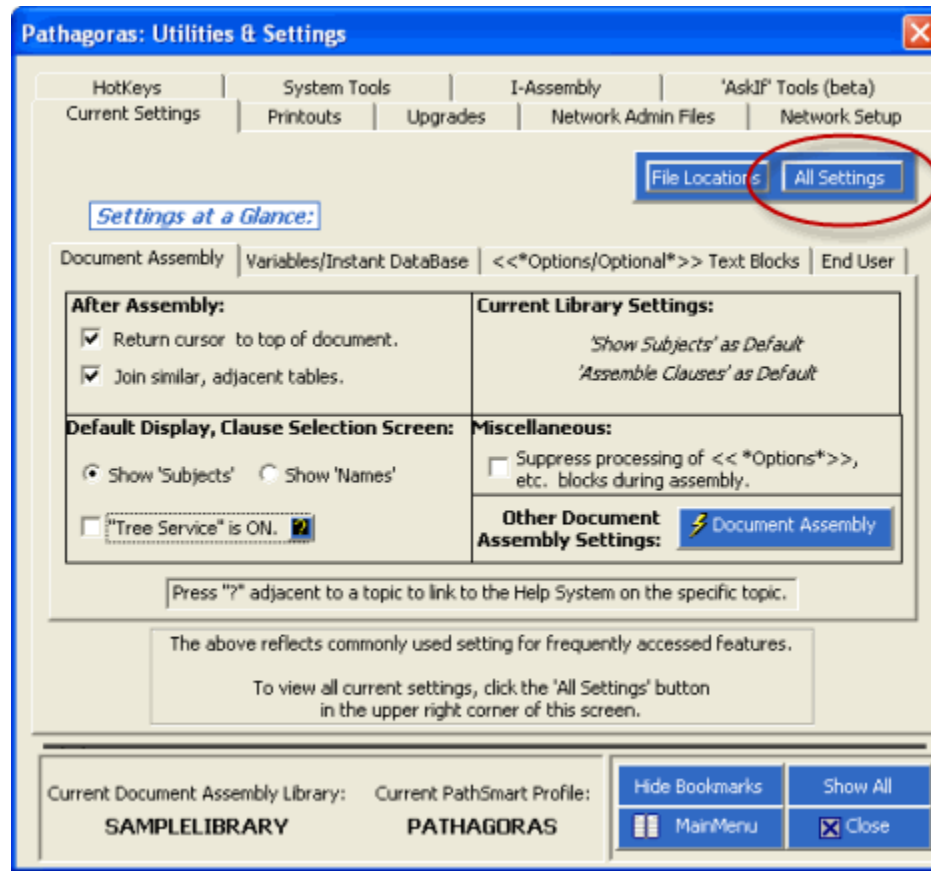 Pathagoras: Utilities & Settings
HotKeys System Tools I-Assembly 'AskIf' Tools (beta)
Current Settings Printouts Upgrades Network Admin Files Network Setup
File Locations All Settings
Settings at a Glance:
Document Assembly Variables/Instant DataBase <<*Options/Optional*>> Text Blocks End User
After Assembly:
Return cursor to top of document.
Join similar, adjacent tables.
Current Library Settings:
'Show Subjects' as Default
'Assemble Clauses' as Default
Default Display, Clause Selection Screen:
Show 'Subjects' Show 'Names'
"Tree Service" is ON. ?
Miscellaneous:
Suppress processing of << *Options*>>,
etc. blocks during assembly.
Other Document
Assembly Settings:
Document Assembly
Press "?" adjacent to a topic to link to the Help System on the specific topic.
The above reflects commonly used setting for frequently accessed features.
To view all current settings, click the 'All Settings' button
in the upper right corner of this screen.
Current Document Assembly Library:
SAMPLELIBRARY
Current PathSmart Profile:
PATHAGORAS
Hide Bookmarks Show All
MainMenu Close